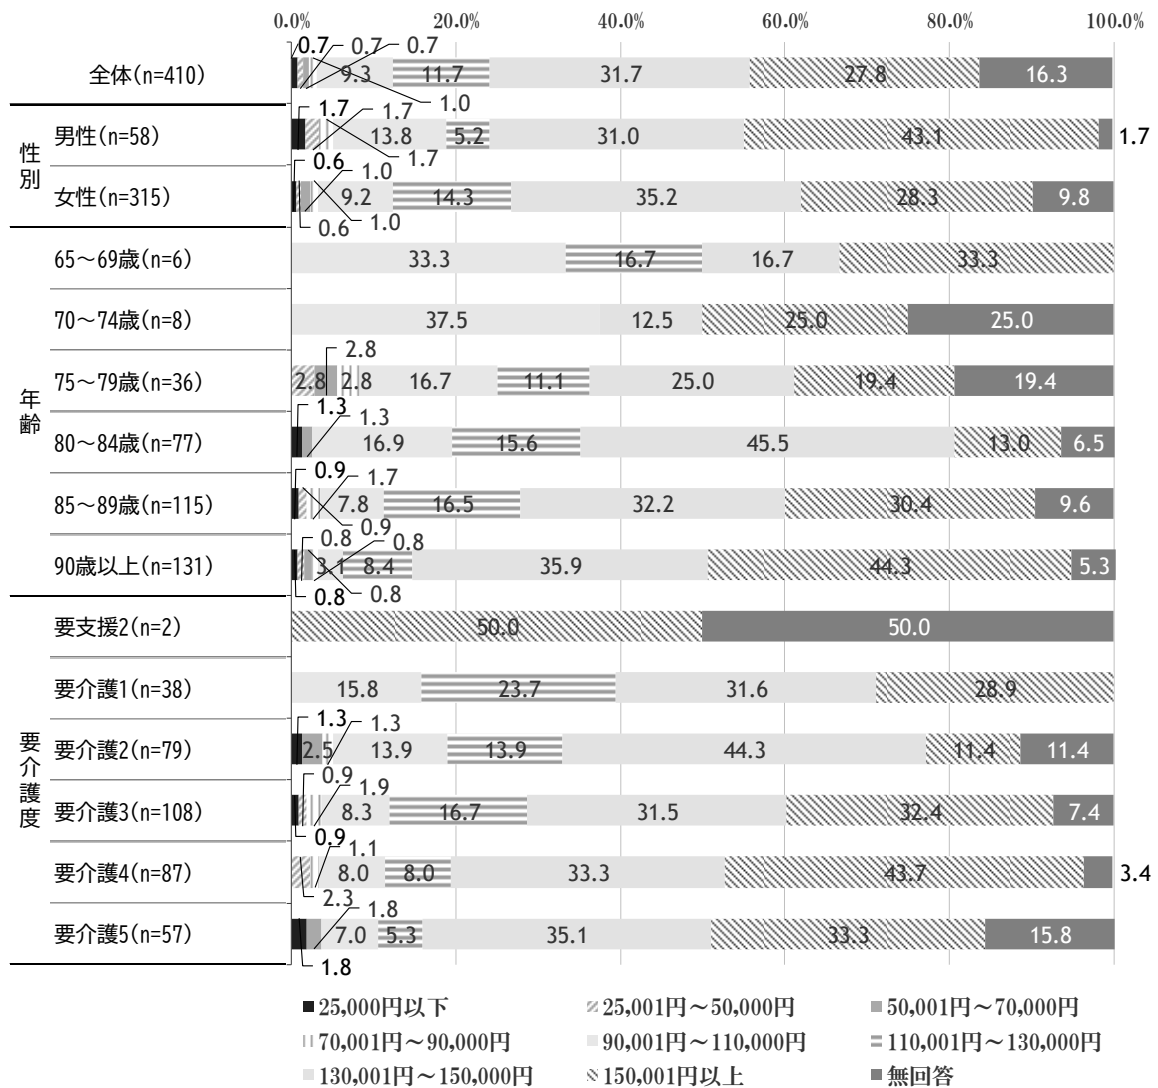 0.0% 20.0% 40.0% 60.0% 80.0% 100.0%
全体(n=410) 0.7 0.7 0.7 1.0 9.3 11.7 31.7 27.8 16.3
性別
男性(n=58) 1.7 1.7 1.7 13.8 5.2 31.0 43.1 1.7
女性(n=315) 0.6 0.6 1.0 1.0 9.2 14.3 35.2 28.3 9.8
年齢
65～69歳(n=6) 33.3 16.7 16.7 33.3
70～74歳(n=8) 37.5 12.5 25.0 25.0
75～79歳(n=36) 2.8 2.8 2.8 16.7 11.1 25.0 19.4 19.4
80～84歳(n=77) 1.3 1.3 16.9 15.6 45.5 13.0 6.5
85～89歳(n=115) 0.9 0.9 1.7 7.8 16.5 32.2 30.4 9.6
90歳以上(n=131) 0.8 0.8 0.8 0.8 3.1 8.4 35.9 44.3 5.3
要介護度
要支援2(n=2) 50.0 50.0
要介護1(n=38) 15.8 23.7 31.6 28.9
要介護2(n=79) 1.3 2.5 1.3 13.9 13.9 44.3 11.4 11.4
要介護3(n=108) 0.9 0.9 1.9 8.3 16.7 31.5 32.4 7.4
要介護4(n=87) 2.3 1.1 8.0 8.0 33.3 43.7 3.4
要介護5(n=57) 1.8 1.8 7.0 5.3 35.1 33.3 15.8
25,000円以下 25,001円～50,000円 50,001円～70,000円
70,001円～90,000円 90,001円～110,000円 110,001円～130,000円
130,001円～150,000円 150,001円以上 無回答